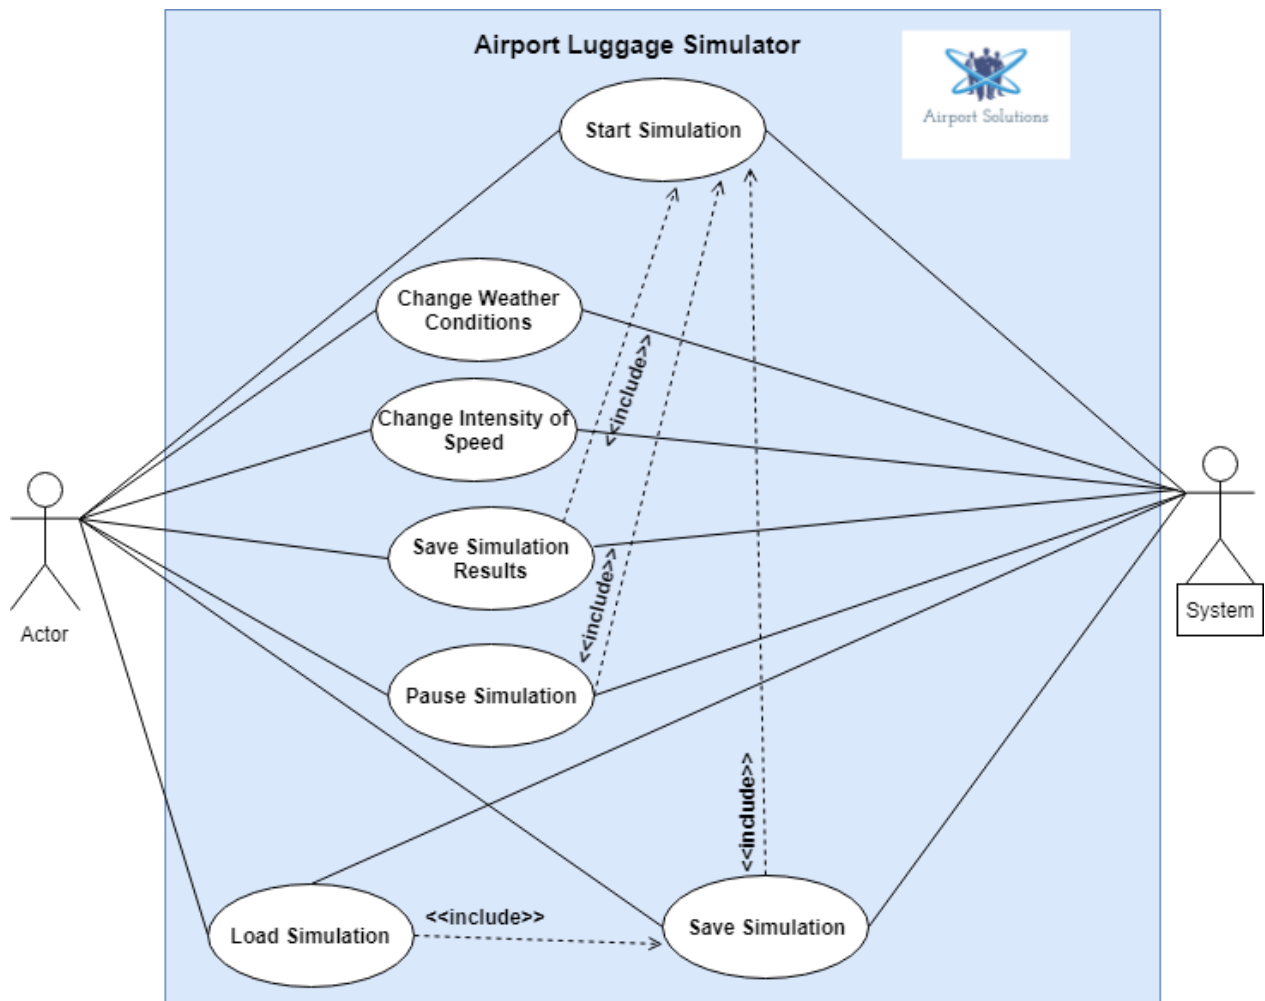 Airport Luggage Simulator
Airport Solutions
Start Simulation
Change Weather
Conditions
<<include>>
Change Intensity of
Speed
Save Simulation
Results
<<include>>
Pause Simulation
Actor
System
<<include>>
Load Simulation
<<include>>
Save Simulation